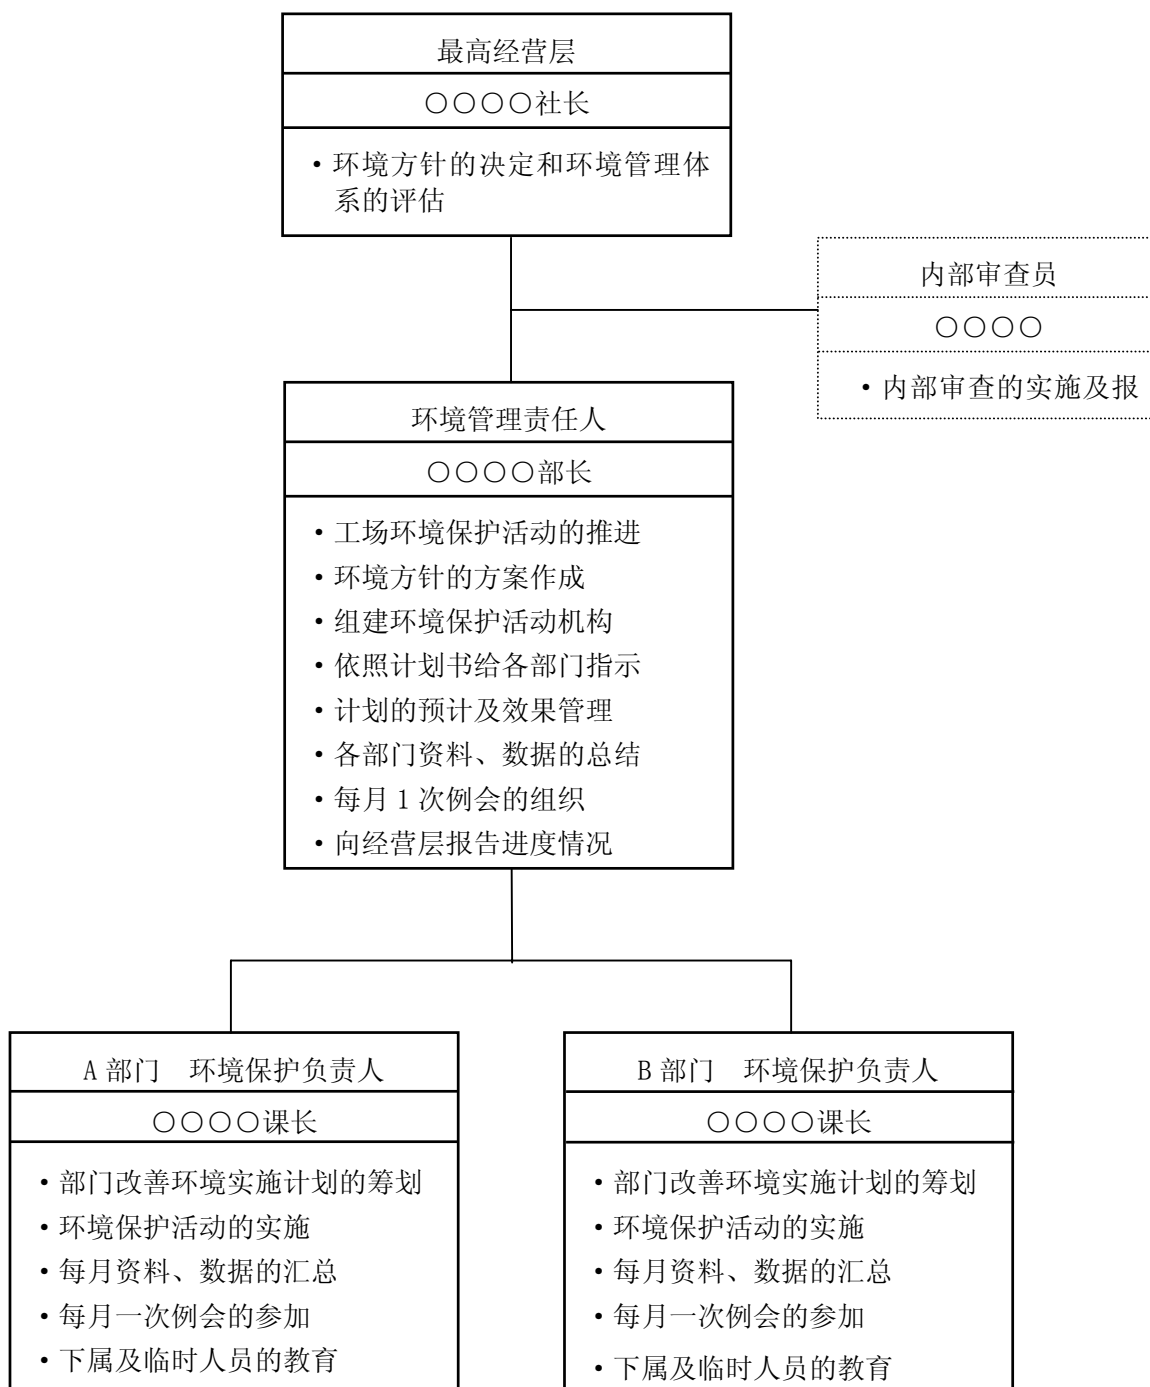 最高经营层
○○○○社长
・环境方针的决定和环境管理体
系的评估
内部审查员
○○○○
・内部审查的实施及报
环境管理责任人
○○○○部长
・工场环境保护活动的推进
・环境方针的方案作成
・组建环境保护活动机构
・依照计划书给各部门指示
・计划的预计及效果管理
・各部门资料、数据的总结
・每月 1 次例会的组织
・向经营层报告进度情况
A 部门　环境保护负责人
○○○○课长
・部门改善环境实施计划的筹划
・环境保护活动的实施
・每月资料、数据的汇总
・每月一次例会的参加
・下属及临时人员的教育
B 部门　环境保护负责人
○○○○课长
・部门改善环境实施计划的筹划
・环境保护活动的实施
・每月资料、数据的汇总
・每月一次例会的参加
・下属及临时人员的教育